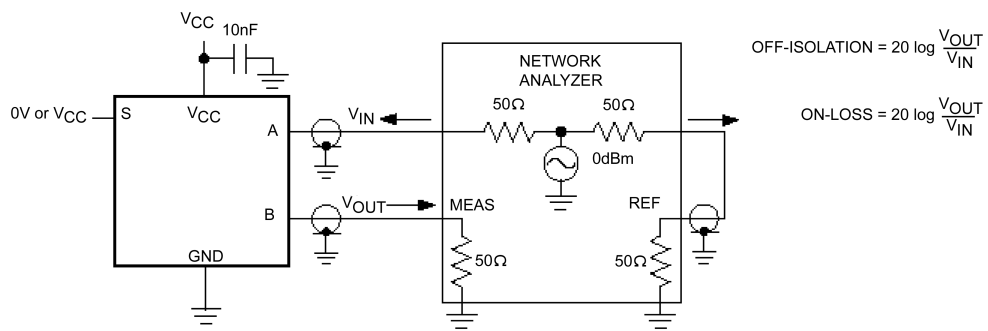 VCC
10nF
OFF-ISOLATION = 20 log VOUT
VIN
NETWORK
ANALYZER
50Ω
50Ω
0V or VCC
S
VCC
A
VIN
ON-LOSS = 20 log VOUT
VIN
0dBm
B
VOUT
MEAS
REF
GND
50Ω
50Ω